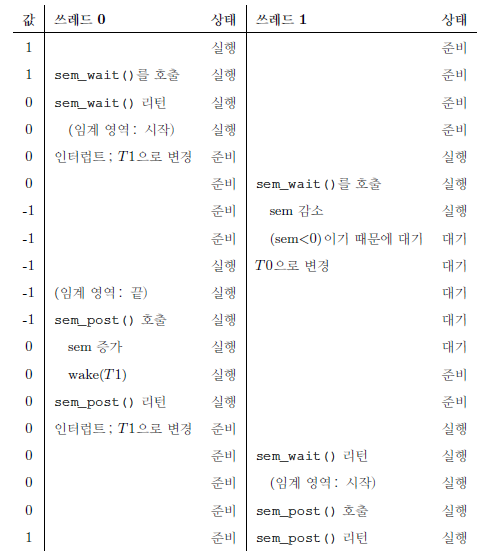 값 쓰레드 0 상태 쓰레드 1 상태
1 실행 준비
1 sem_wait()를 호출 실행 준비
0 sem_wait() 리턴 실행 준비
0 (임계 영역: 시작) 실행 준비
0 인터럽트; T1으로 변경 준비 실행
0 준비 sem_wait()를 호출 실행
-1 준비 sem 감소 실행
-1 준비 (sem<0)이기 때문에 대기 대기
-1 실행 T0으로 변경 대기
-1 (임계 영역: 끝) 실행 대기
-1 sem_post() 호출 실행 대기
0 sem 증가 실행 대기
0 wake(T1) 실행 준비
0 sem_post() 리턴 실행 준비
0 인터럽트; T1으로 변경 준비 실행
0 준비 sem_wait() 리턴 실행
0 준비 (임계 영역: 시작) 실행
0 준비 sem_post() 호출 실행
1 준비 sem_post() 리턴 실행